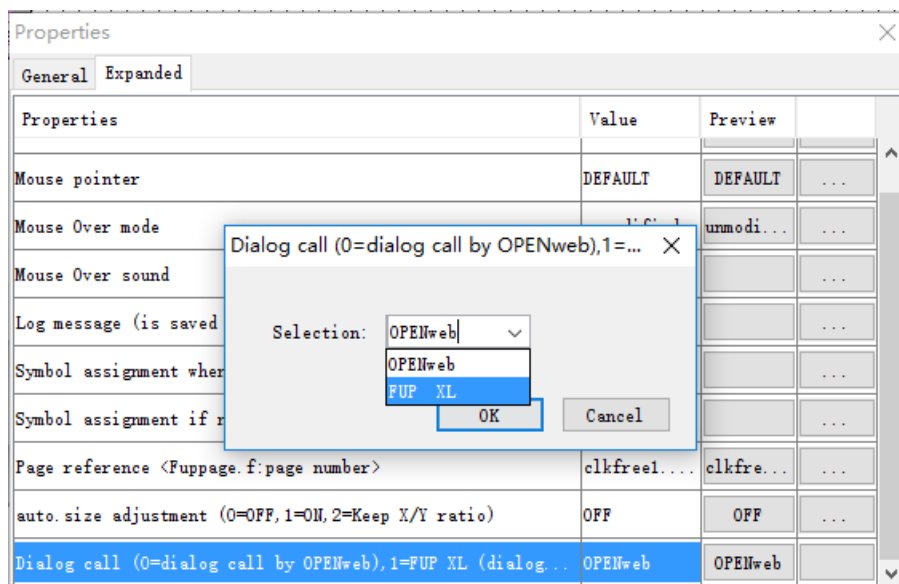 Properties
General Expanded
Properties Value Preview
Mouse pointer DEFAULT DEFAULT ...
Mouse Over mode unmodi... ...
Dialog call (0=dialog call by OPENweb),1=...
Mouse Over sound ...
Log message (is saved ...
Selection: OPENweb
OPENweb
Symbol assignment when ...
FUP XL
Symbol assignment if ...
OK Cancel
Page reference <Fuppage.f:page number> clkfree1.... clkfre... ...
auto.size adjustment (0=OFF,1=ON,2=Keep X/Y ratio) OFF OFF ...
Dialog call (0=dialog call by OPENweb),1=FUP XL (dialog... OPENweb OPENweb